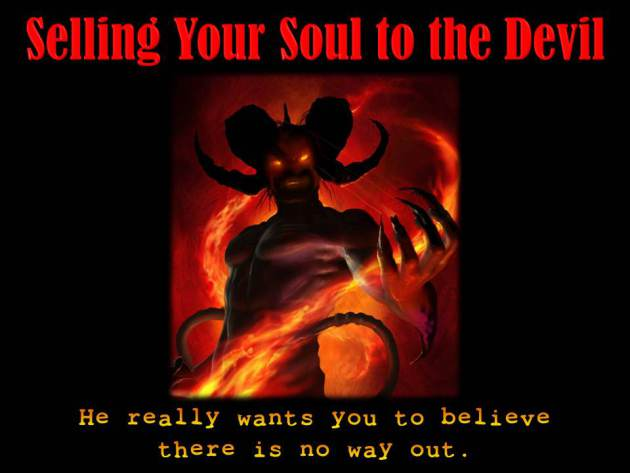 Selling Your Soul to the Devil
He really wants you to believe
there is no way out.